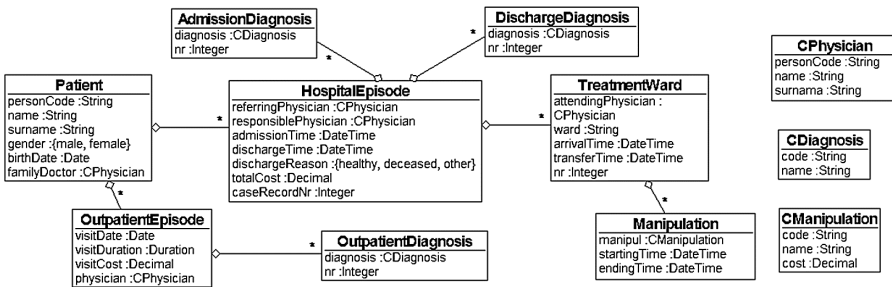 AdmissionDiagnosis
diagnosis :CDiagnosis
nr :Integer
*
DischargeDiagnosis
diagnosis :CDiagnosis
nr :Integer
*
CPhysician
personCode :String
name :String
surnama :String
Patient
personCode :String
name :String
surname :String
gender :{male, female}
birthDate :Date
familyDoctor :CPhysician
*
HospitalEpisode
referringPhysician :CPhysician
responsiblePhysician :CPhysician
admissionTime :DateTime
dischargeTime :DateTime
dischargeReason :{healthy, deceased, other}
totalCost :Decimal
caseRecordNr :Integer
*
TreatmentWard
attendingPhysician :
CPhysician
ward :String
arrivalTime :DateTime
transferTime :DateTime
nr :Integer
*
CDiagnosis
code :String
name :String
*
OutpatientEpisode
visitDate :Date
visitDuration :Duration
visitCost :Decimal
physician :CPhysician
*
OutpatientDiagnosis
diagnosis :CDiagnosis
nr :Integer
Manipulation
manipul :CManipulation
startingTime :DateTime
endingTime :DateTime
CManipulation
code :String
name :String
cost :Decimal